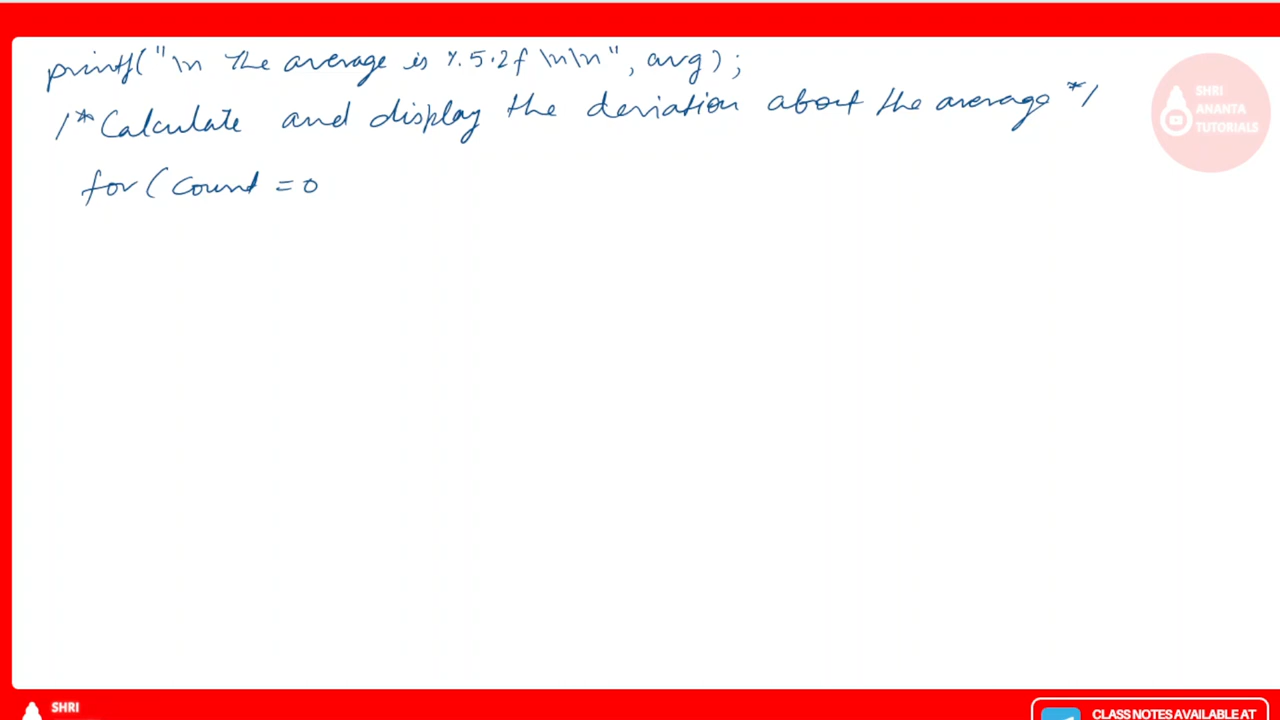 printf("\n The average is %.5.2f \n\n", avg);
/*Calculate and display the deviation about the average */
for(count =0
SHRI
ANANTA
TUTORIALS
SHRI
CLASS NOTES AVAILABLE AT